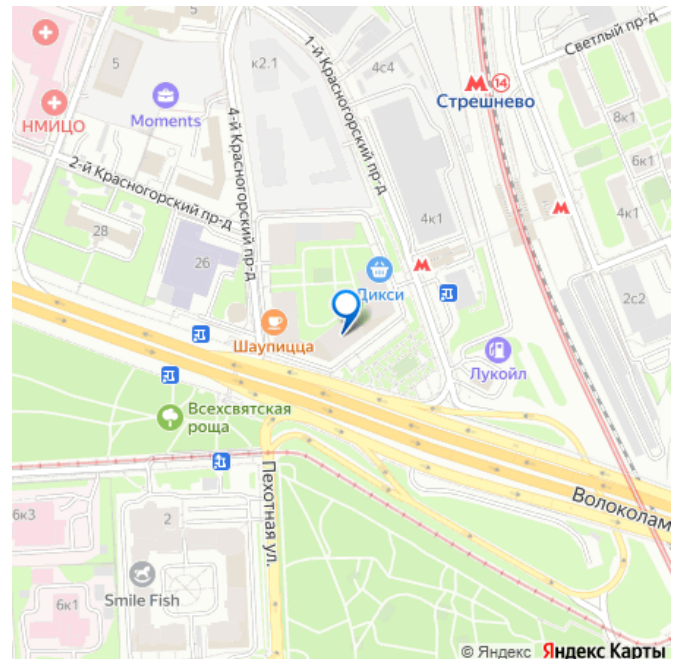 5
5
к2.1
1-й Красногорский пр-д
4с4
Светлый пр-д
14
Стрешнево
НМИЦО
Moments
4-й Красногорский пр-д
8к1
6к1
2-й Красногорский пр-д
4к1
4к1
28
26
Дикси
2с2
Шаупицца
Лукойл
Всехсвятская
роща
Волоколам
Пехотная ул.
6к3
2
Smile Fish
6к1
© Яндекс Яндекс Карты